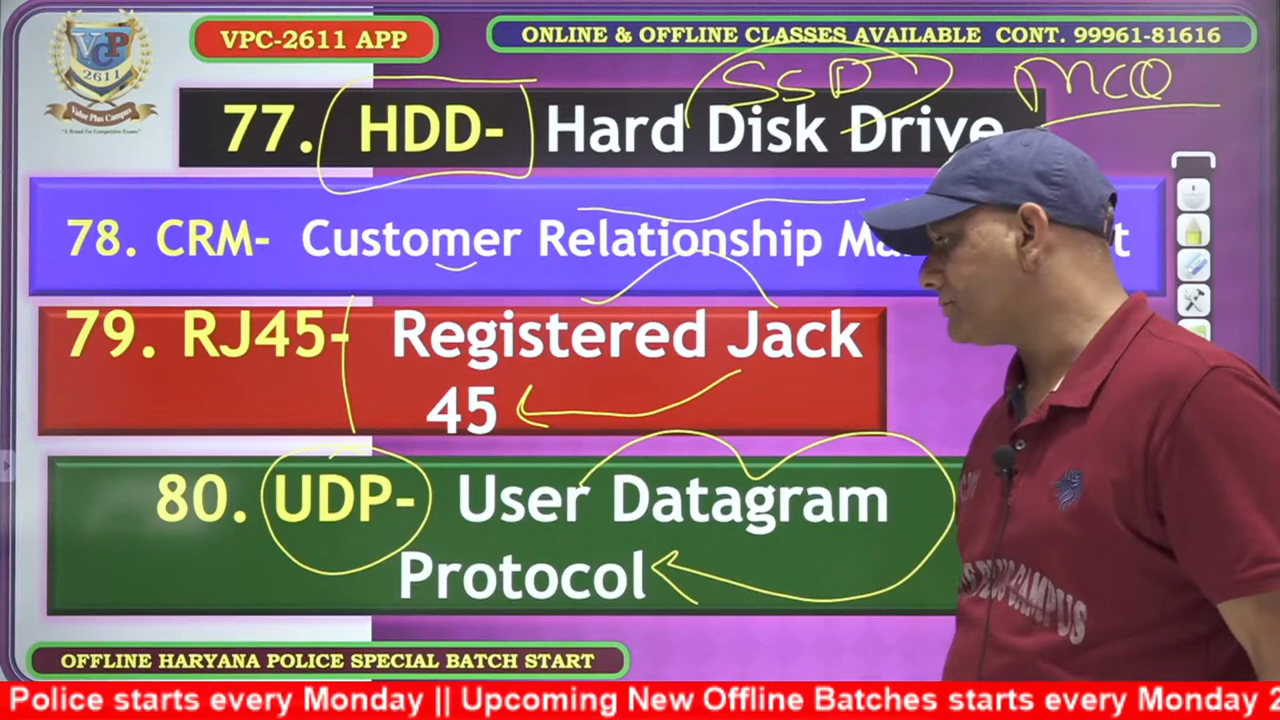 VCP
2611
Value Plus Campus
"A Brand For Competitive Exams"
VPC-2611 APP
ONLINE & OFFLINE CLASSES AVAILABLE CONT. 99961-81616
SSD MCQ
77. HDD- Hard Disk Drive
78. CRM- Customer Relationship Ma t
79. RJ45- Registered Jack
45
80. UDP- User Datagram
Protocol
CAMPUS
OFFLINE HARYANA POLICE SPECIAL BATCH START
Police starts every Monday || Upcoming New Offline Batches starts every Monday 2